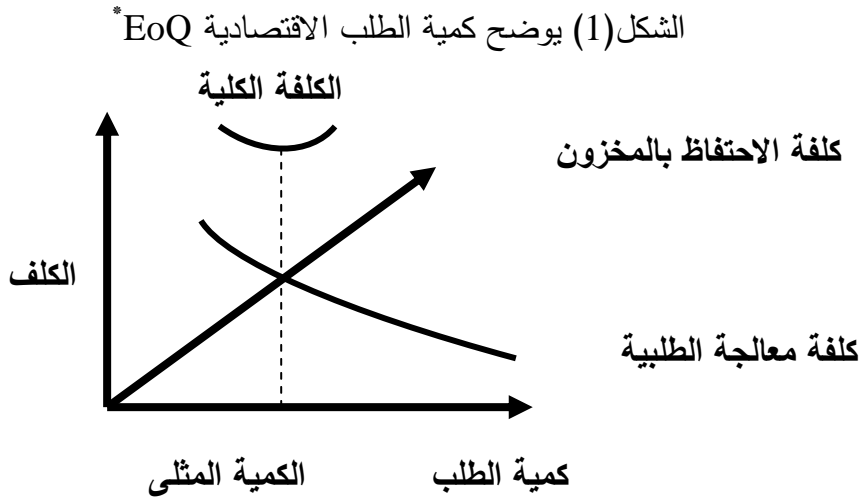 الشكل(1) يوضح كمية الطلب الاقتصادية EoQ*
الكلفة الكلية
كلفة الاحتفاظ بالمخزون
الكلف
كلفة معالجة الطلبية
الكمية المثلى
كمية الطلب